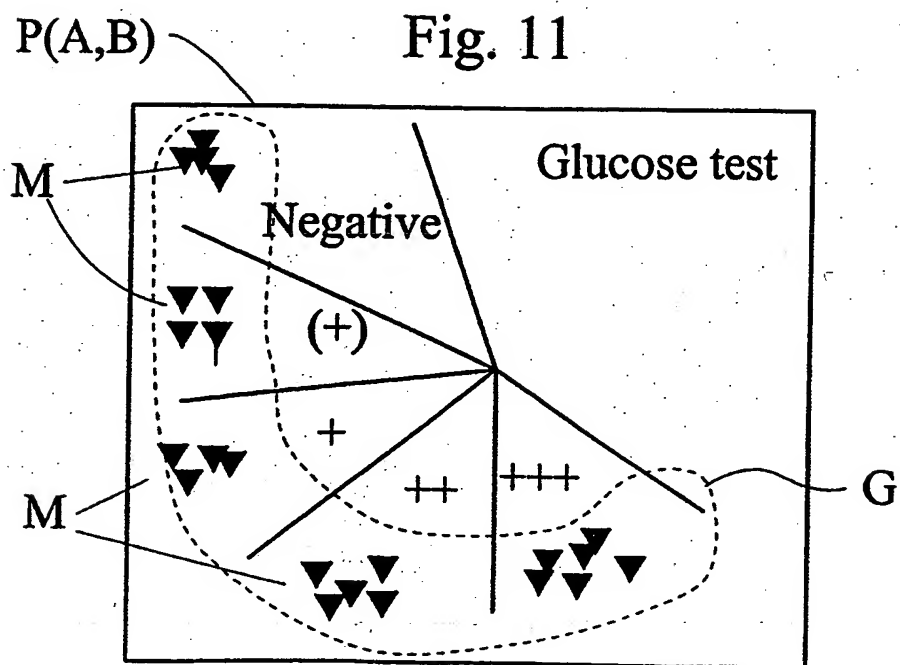 P(A,B)
Fig. 11
Glucose test
M
Negative
(+)
+
++
+++
G
M